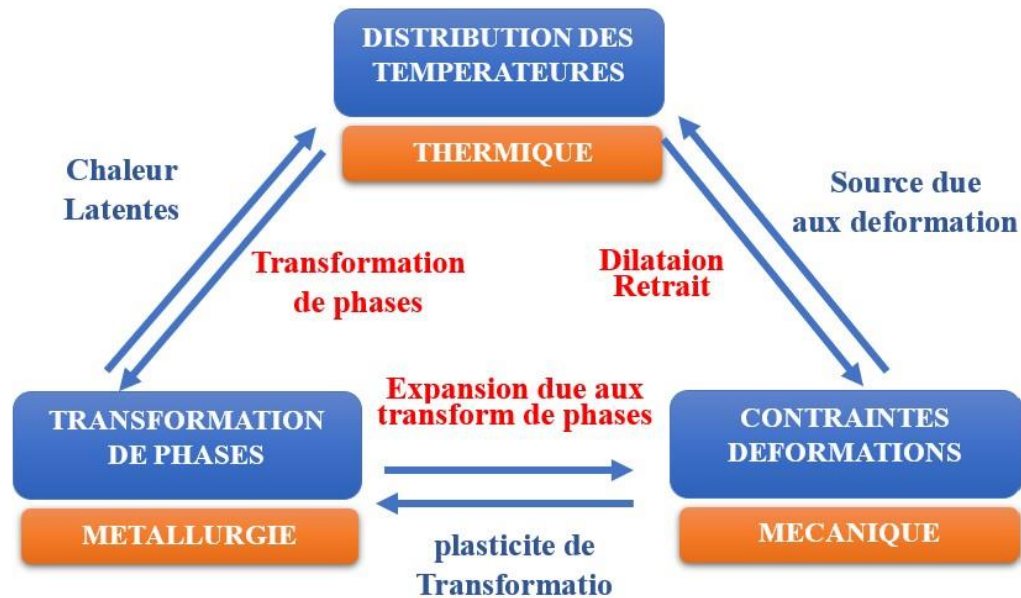 DISTRIBUTION DES
TEMPERATEURES
THERMIQUE
Chaleur
Latentes
Source due
aux deformation
Transformation
de phases
Dilataion
Retrait
Expansion due aux
transform de phases
TRANSFORMATION
DE PHASES
METALLURGIE
CONTRAINTES
DEFORMATIONS
MECANIQUE
plasticite de
Transformatio